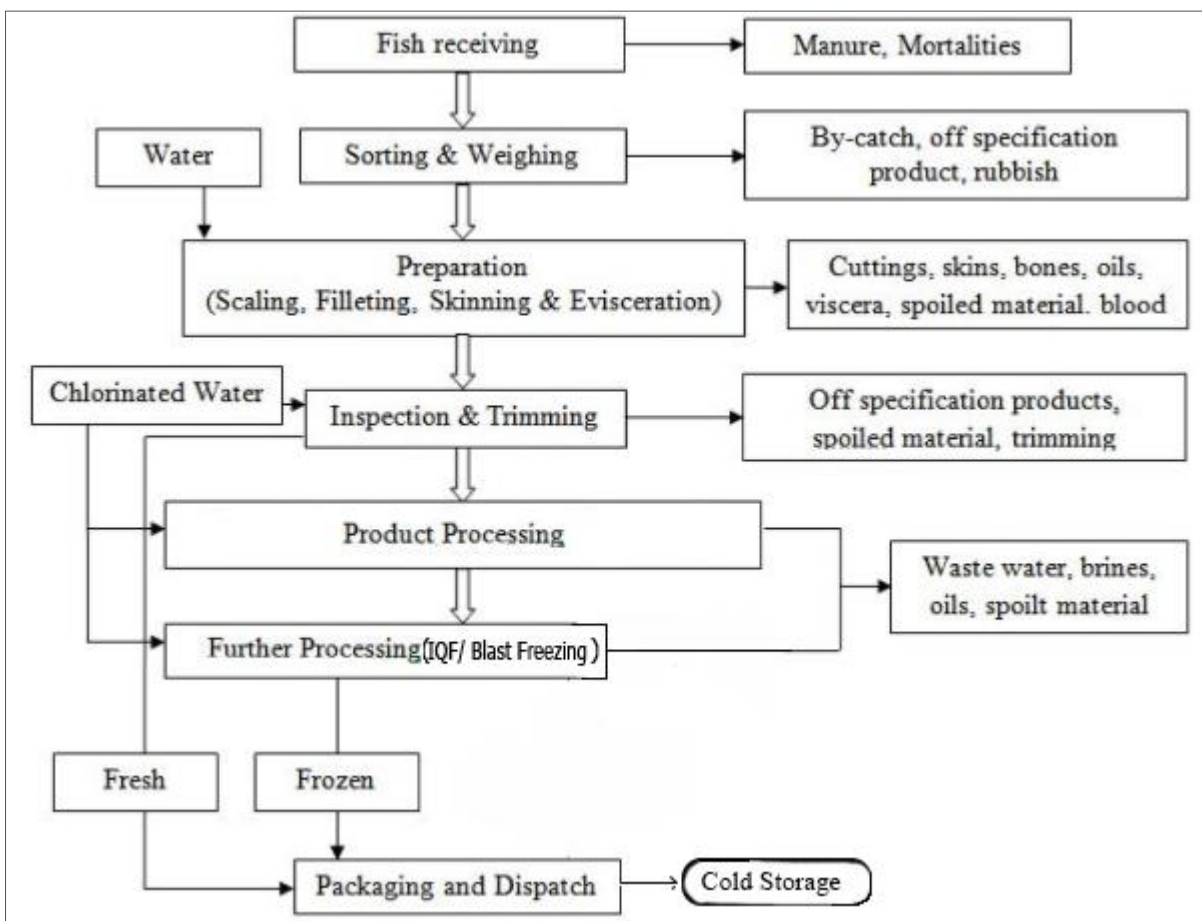 Fish receiving
Manure, Mortalities
Water
Sorting & Weighing
By-catch, off specification
product, rubbish
Preparation
(Scaling, Filleting, Skinning & Evisceration)
Cuttings, skins, bones, oils,
viscera, spoiled material. blood
Chlorinated Water
Inspection & Trimming
Off specification products,
spoiled material, trimming
Product Processing
Waste water, brines,
oils, spoilt material
Further Processing(IQF/ Blast Freezing )
Fresh
Frozen
Packaging and Dispatch
Cold Storage